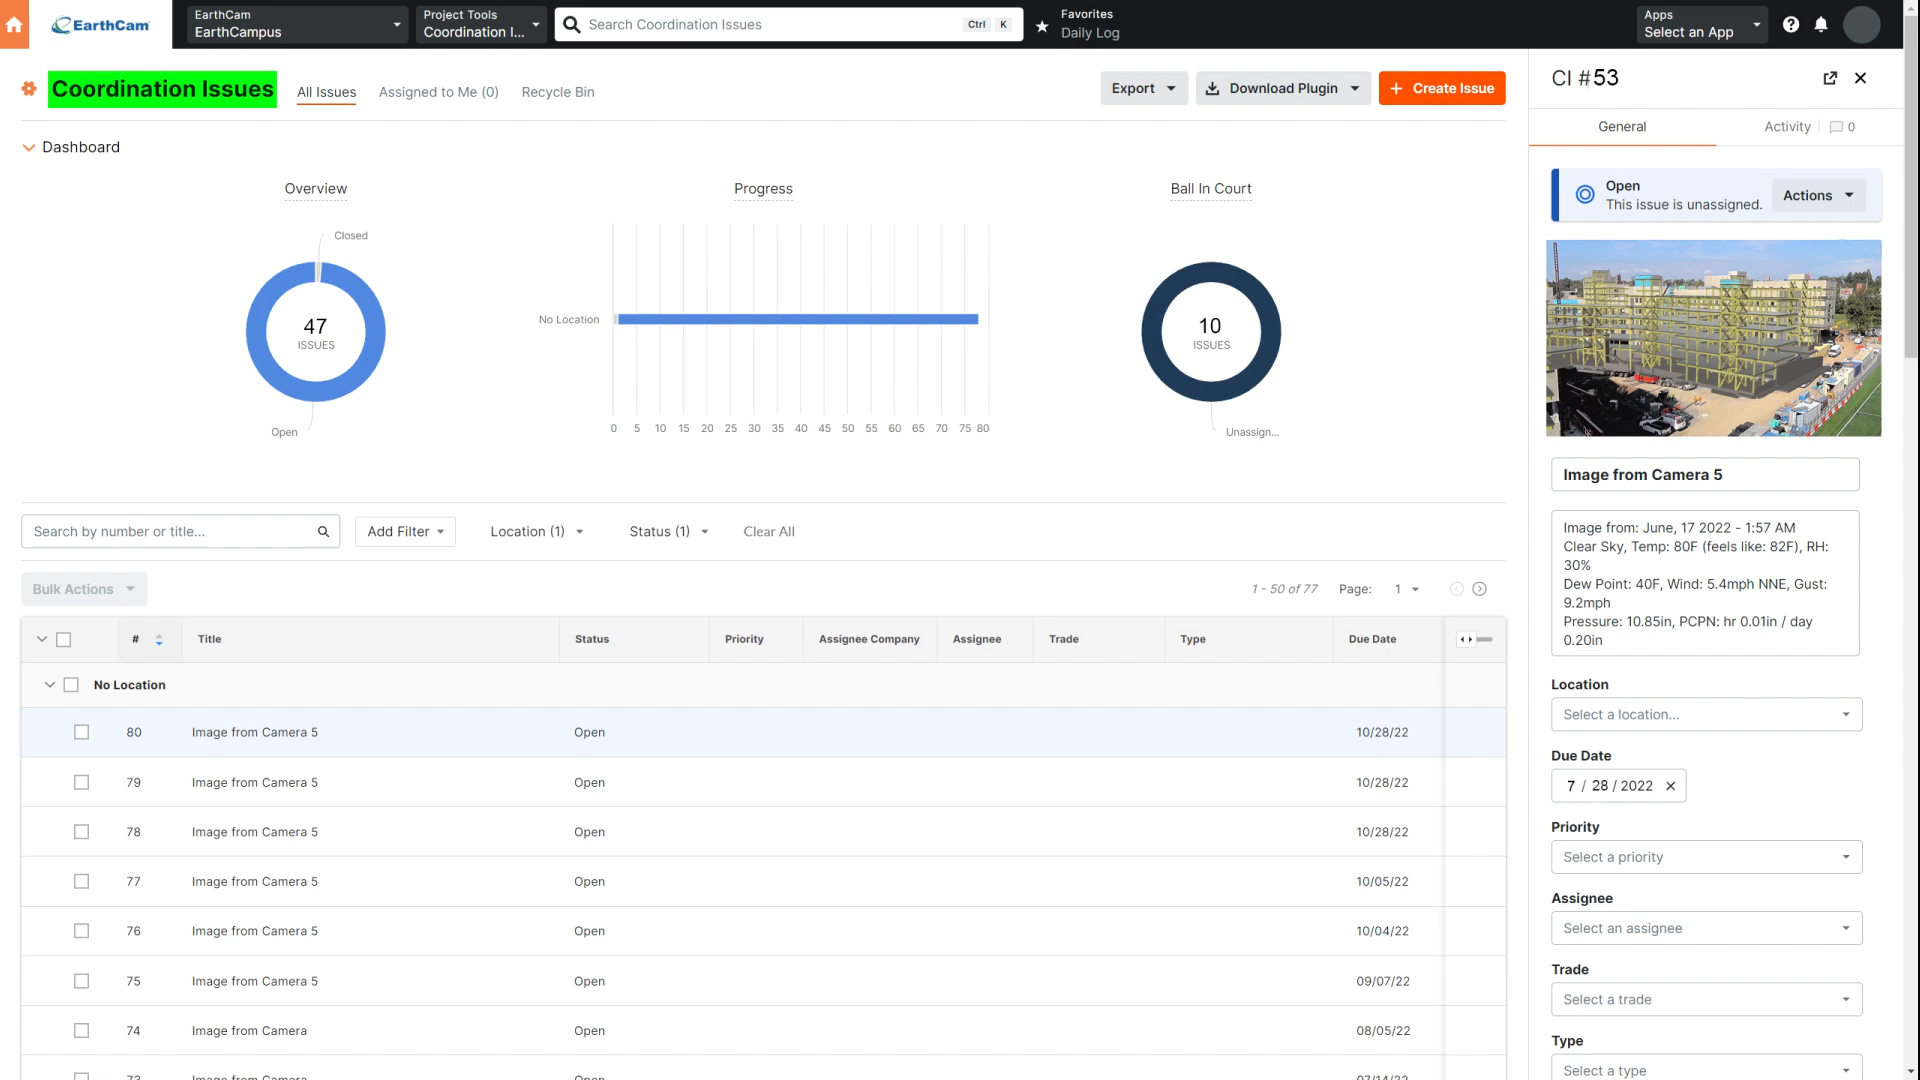 EarthCam
EarthCam
EarthCampus
Project Tools
Coordination I...
Search Coordination Issues
Ctrl K
Favorites
Daily Log
Apps
Select an App
Coordination Issues
All Issues
Assigned to Me (0)
Recycle Bin
Export
Download Plugin
Create Issue
Dashboard
Overview
Closed
47
ISSUES
Open
Progress
No Location
0 5 10 15 20 25 30 35 40 45 50 55 60 65 70 75 80
Ball In Court
10
ISSUES
Unassign...
Search by number or title...
Add Filter
Location (1)
Status (1)
Clear All
Bulk Actions
1 - 50 of 77
Page:
1
# Title Status Priority Assignee Company Assignee Trade Type Due Date
No Location
80 Image from Camera 5 Open 10/28/22
79 Image from Camera 5 Open 10/28/22
78 Image from Camera 5 Open 10/28/22
77 Image from Camera 5 Open 10/05/22
76 Image from Camera 5 Open 10/04/22
75 Image from Camera 5 Open 09/07/22
74 Image from Camera Open 08/05/22
73 Image from Camera Open 07/14/22
CI #53
General
Activity
0
Open
This issue is unassigned.
Actions
Image from Camera 5
Image from: June, 17 2022 - 1:57 AM
Clear Sky, Temp: 80F (feels like: 82F), RH:
30%
Dew Point: 40F, Wind: 5.4mph NNE, Gust:
9.2mph
Pressure: 10.85in, PCPN: hr 0.01in / day
0.20in
Location
Select a location...
Due Date
7 / 28 / 2022
Priority
Select a priority
Assignee
Select an assignee
Trade
Select a trade
Type
Select a type